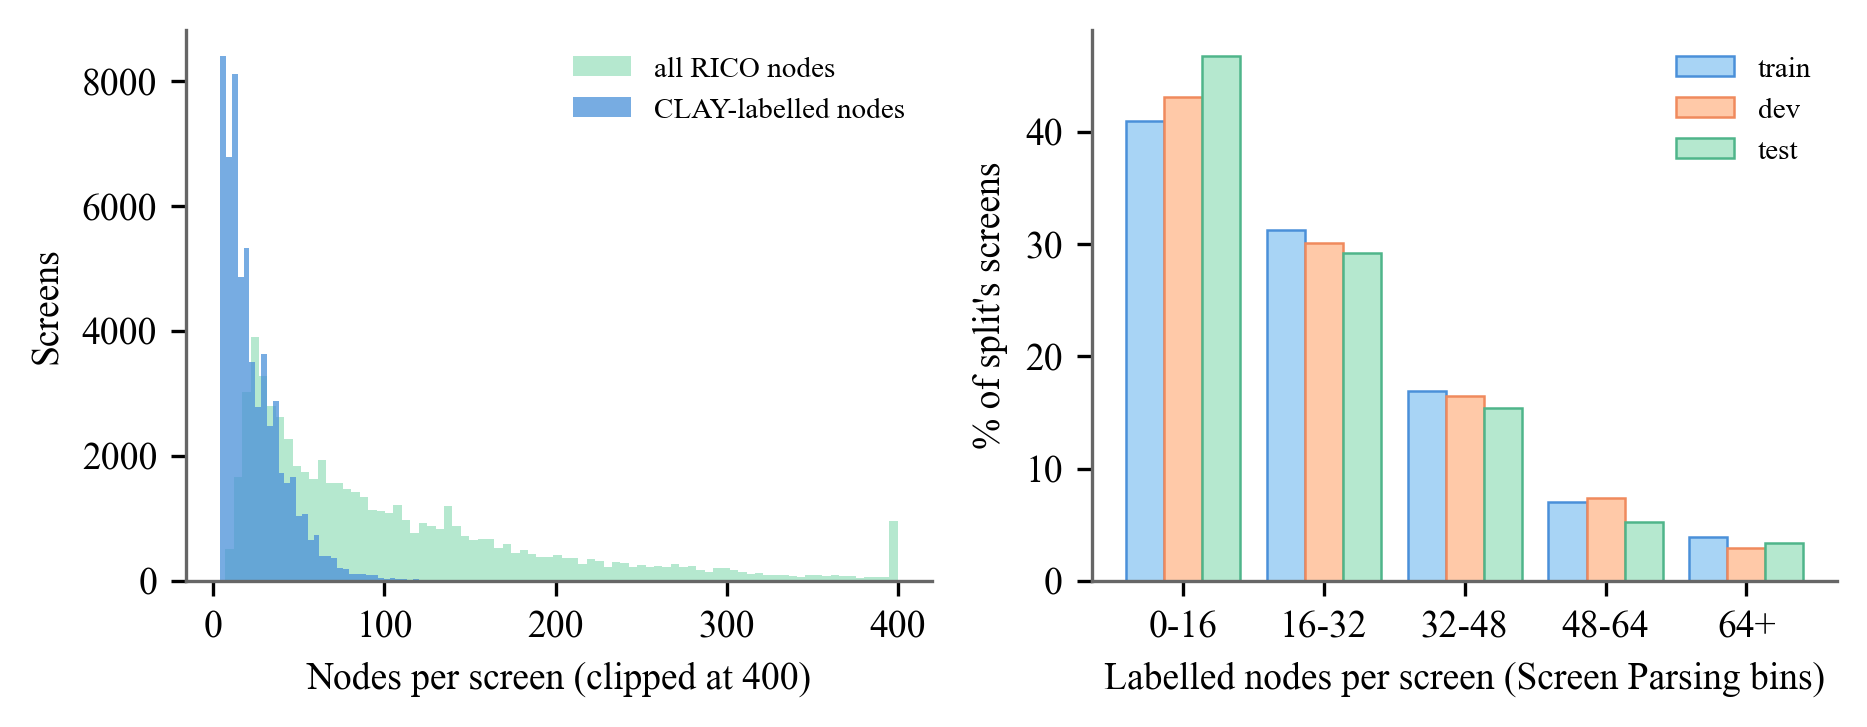 all RICO nodes
CLAY-labelled nodes
8000
6000
4000
2000
0
Screens
0 100 200 300 400
Nodes per screen (clipped at 400)
train
dev
test
40
30
20
10
0
% of split's screens
0-16 16-32 32-48 48-64 64+
Labelled nodes per screen (Screen Parsing bins)